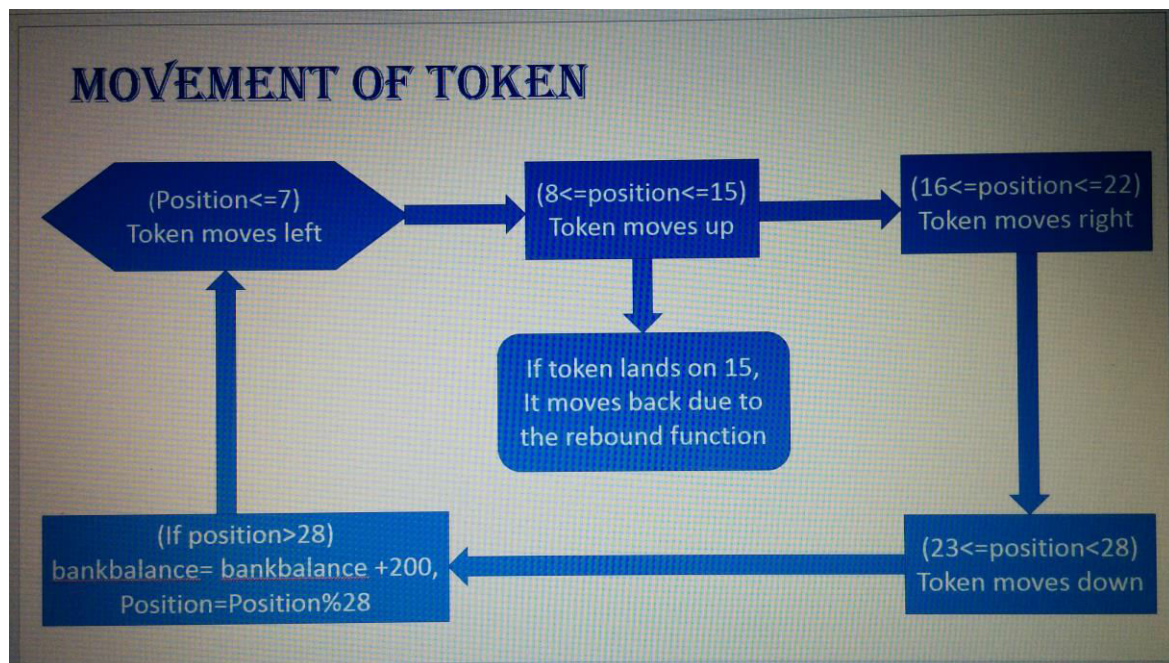 MOVEMENT OF TOKEN
(Position<=7)
Token moves left
(8<=position<=15)
Token moves up
(16<=position<=22)
Token moves right
If token lands on 15,
It moves back due to
the rebound function
(If position>28)
bankbalance= bankbalance +200,
Position=Position%28
(23<=position<28)
Token moves down